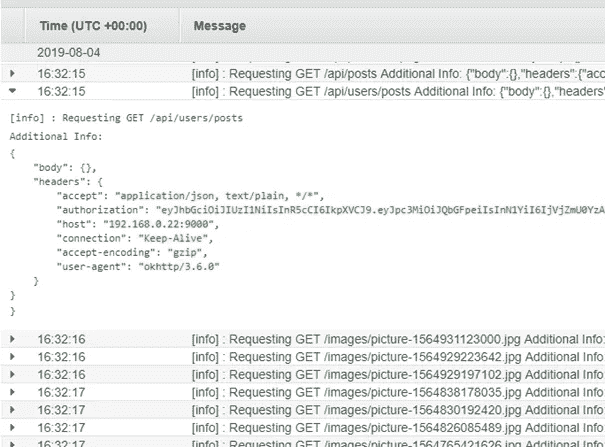 Time (UTC +00:00) Message
2019-08-04
16:32:15 [info] : Requesting GET /api/posts Additional Info: {"body":{},"headers":{"acc
16:32:15 [info] : Requesting GET /api/users/posts Additional Info: {"body":{},"headers"
[info] : Requesting GET /api/users/posts
Additional Info:
{
"body": {},
"headers": {
"accept": "application/json, text/plain, */*",
"authorization": "eyJhbGciOiJIUzI1NiIsInR5cCI6IkpXVCJ9.eyJpc3MiOiJQbGFpeiIsInN1YiI6IjVjZmU0YzA
"host": "192.168.0.22:9000",
"connection": "Keep-Alive",
"accept-encoding": "gzip",
"user-agent": "okhttp/3.6.0"
}
}
}
16:32:16 [info] : Requesting GET /images/picture-1564931123000.jpg Additional Info:
16:32:16 [info] : Requesting GET /images/picture-1564929223642.jpg Additional Info:
16:32:16 [info] : Requesting GET /images/picture-1564929197102.jpg Additional Info:
16:32:17 [info] : Requesting GET /images/picture-1564838178035.jpg Additional Info:
16:32:17 [info] : Requesting GET /images/picture-1564830192420.jpg Additional Info:
16:32:17 [info] : Requesting GET /images/picture-1564826085489.jpg Additional Info:
16:32:17 [info] : Requesting GET /images/picture-1564765421626.jpg Additional Info: